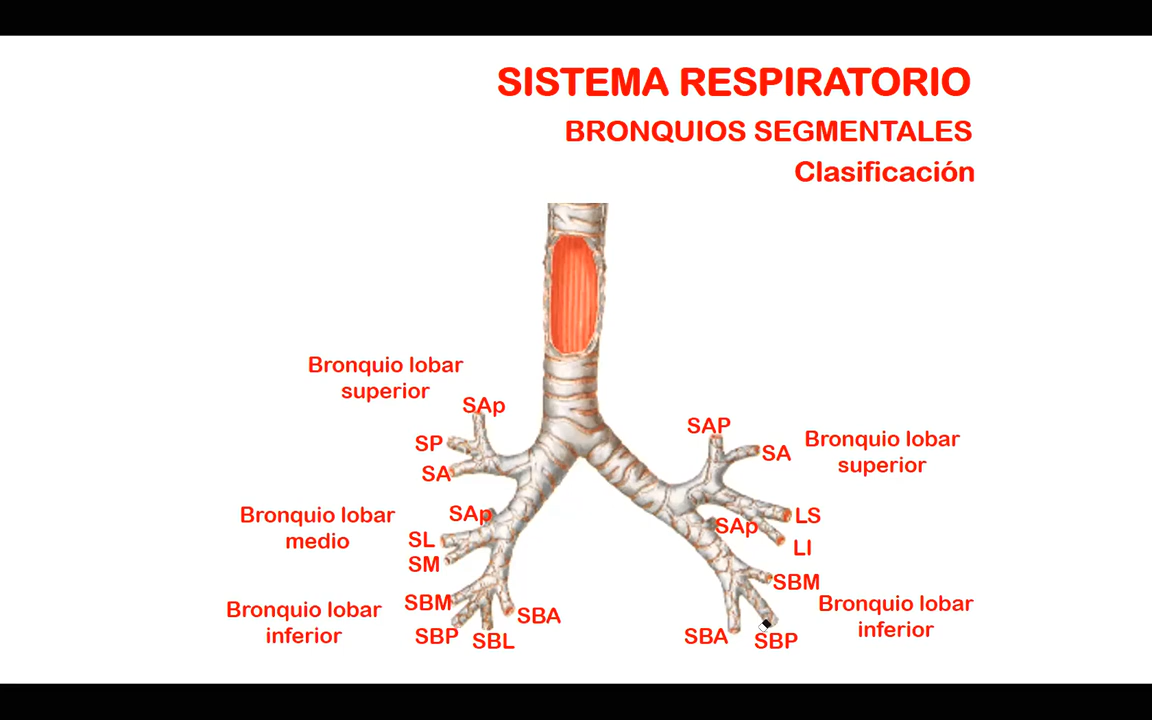 SISTEMA RESPIRATORIO
BRONQUIOS SEGMENTALES
Clasificación
Bronquio lobar
superior
SAp
SP
SA
Bronquio lobar
medio
SAp
SL
SM
Bronquio lobar
inferior
SBM
SBP
SBL
SBA
SAP
SA
Bronquio lobar
superior
LS
SAp
LI
SBM
Bronquio lobar
inferior
SBA
SBP